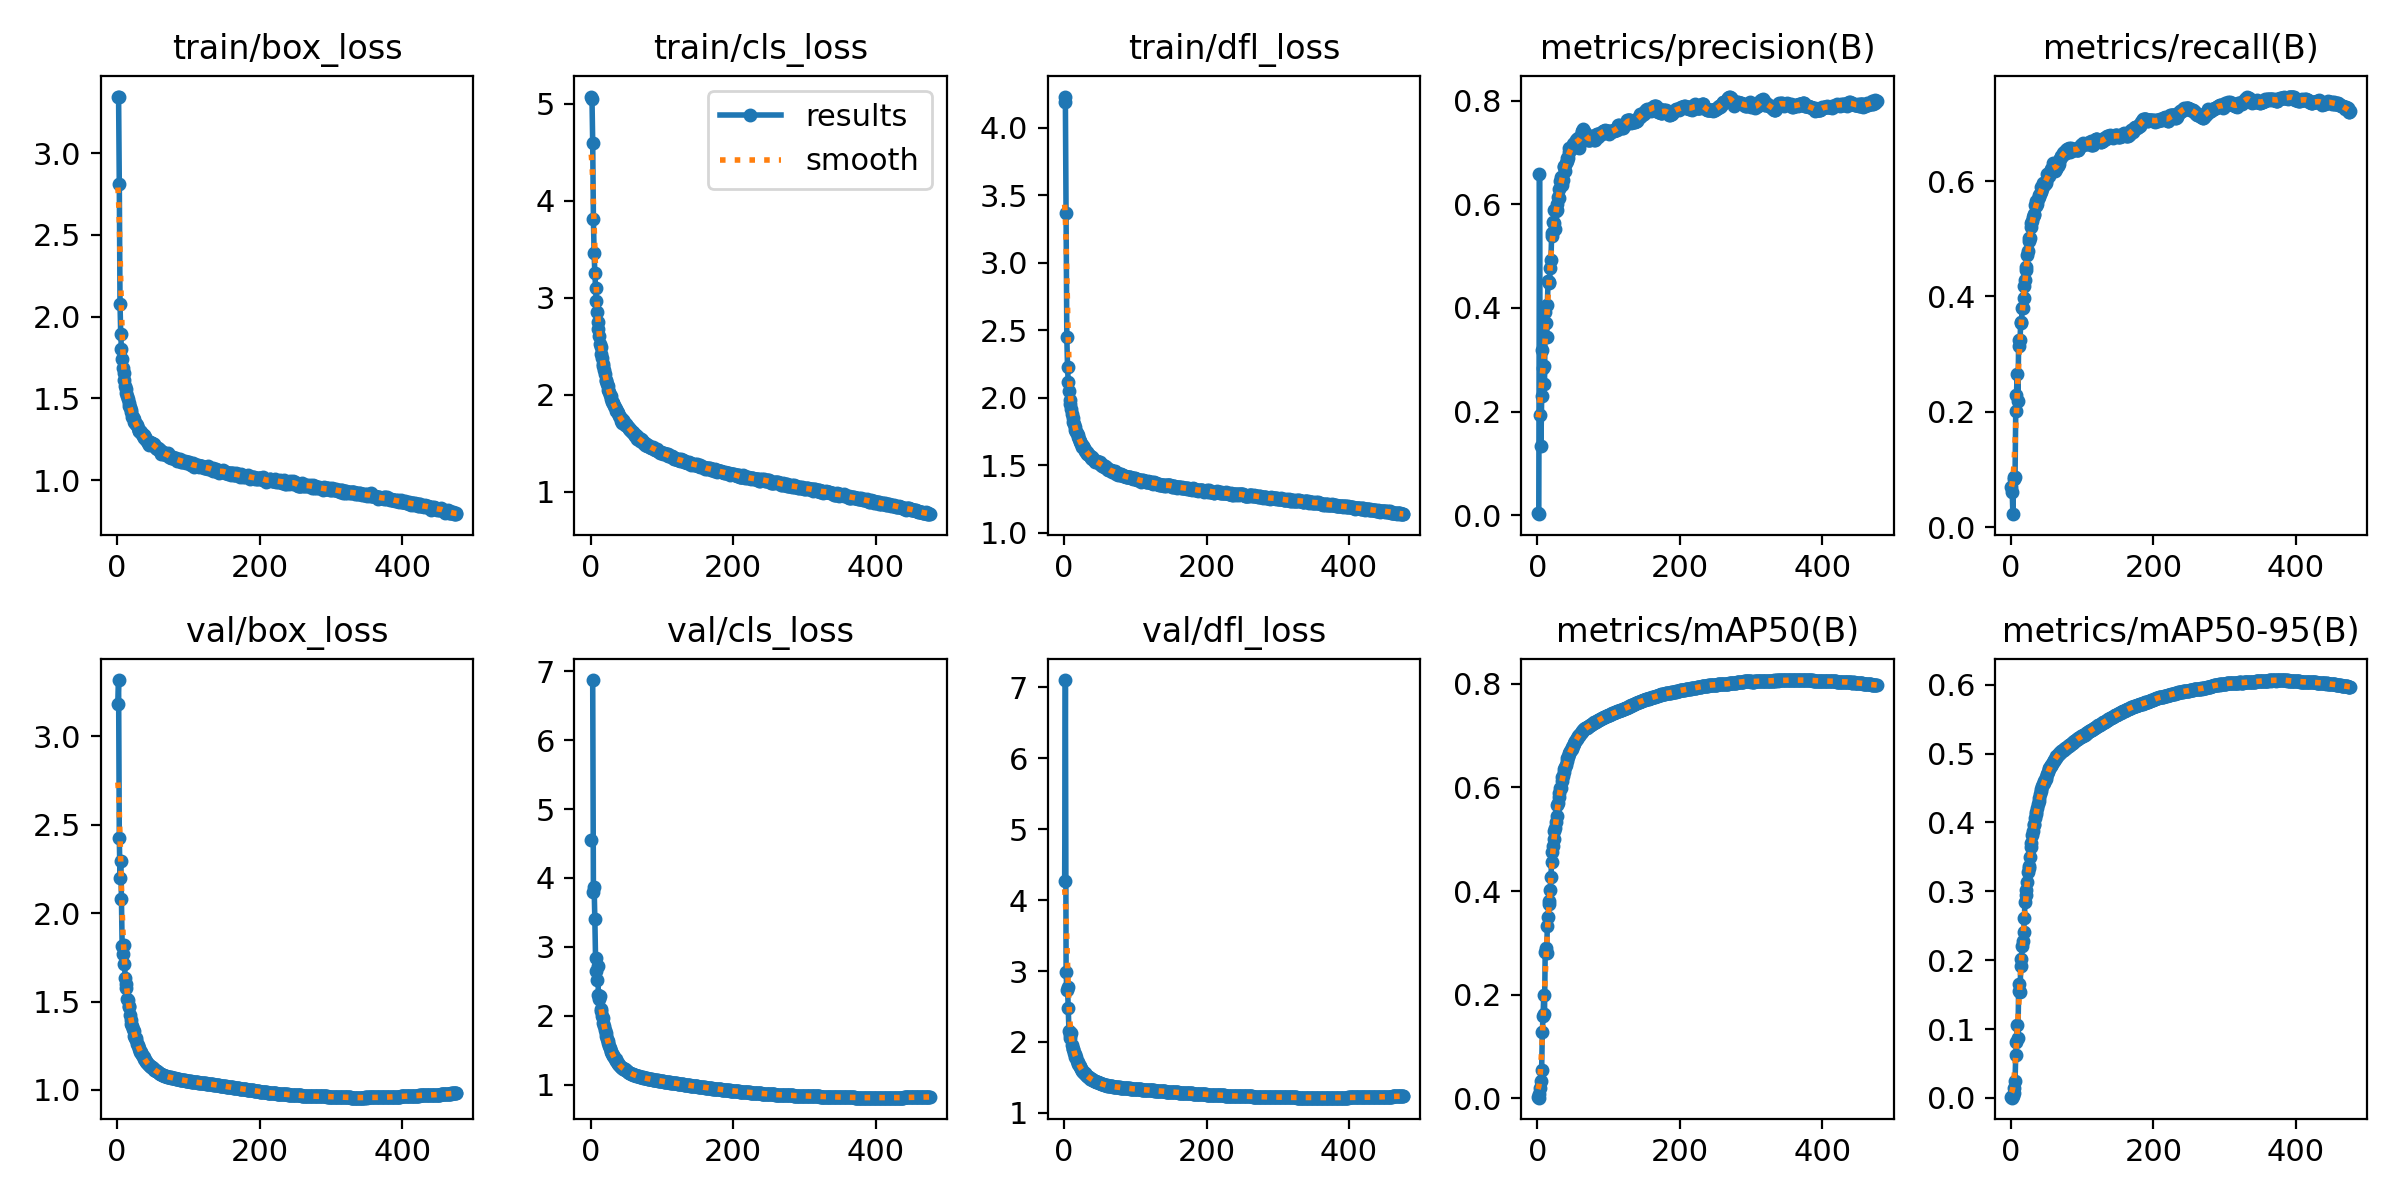 train/box_loss
3.0
2.5
2.0
1.5
1.0
0 200 400
train/cls_loss
results
smooth
5
4
3
2
1
0 200 400
train/dfl_loss
4.0
3.5
3.0
2.5
2.0
1.5
1.0
0 200 400
metrics/precision(B)
0.8
0.6
0.4
0.2
0.0
0 200 400
metrics/recall(B)
0.6
0.4
0.2
0.0
0 200 400
val/box_loss
3.0
2.5
2.0
1.5
1.0
0 200 400
val/cls_loss
7
6
5
4
3
2
1
0 200 400
val/dfl_loss
7
6
5
4
3
2
1
0 200 400
metrics/mAP50(B)
0.8
0.6
0.4
0.2
0.0
0 200 400
metrics/mAP50-95(B)
0.6
0.5
0.4
0.3
0.2
0.1
0.0
0 200 400